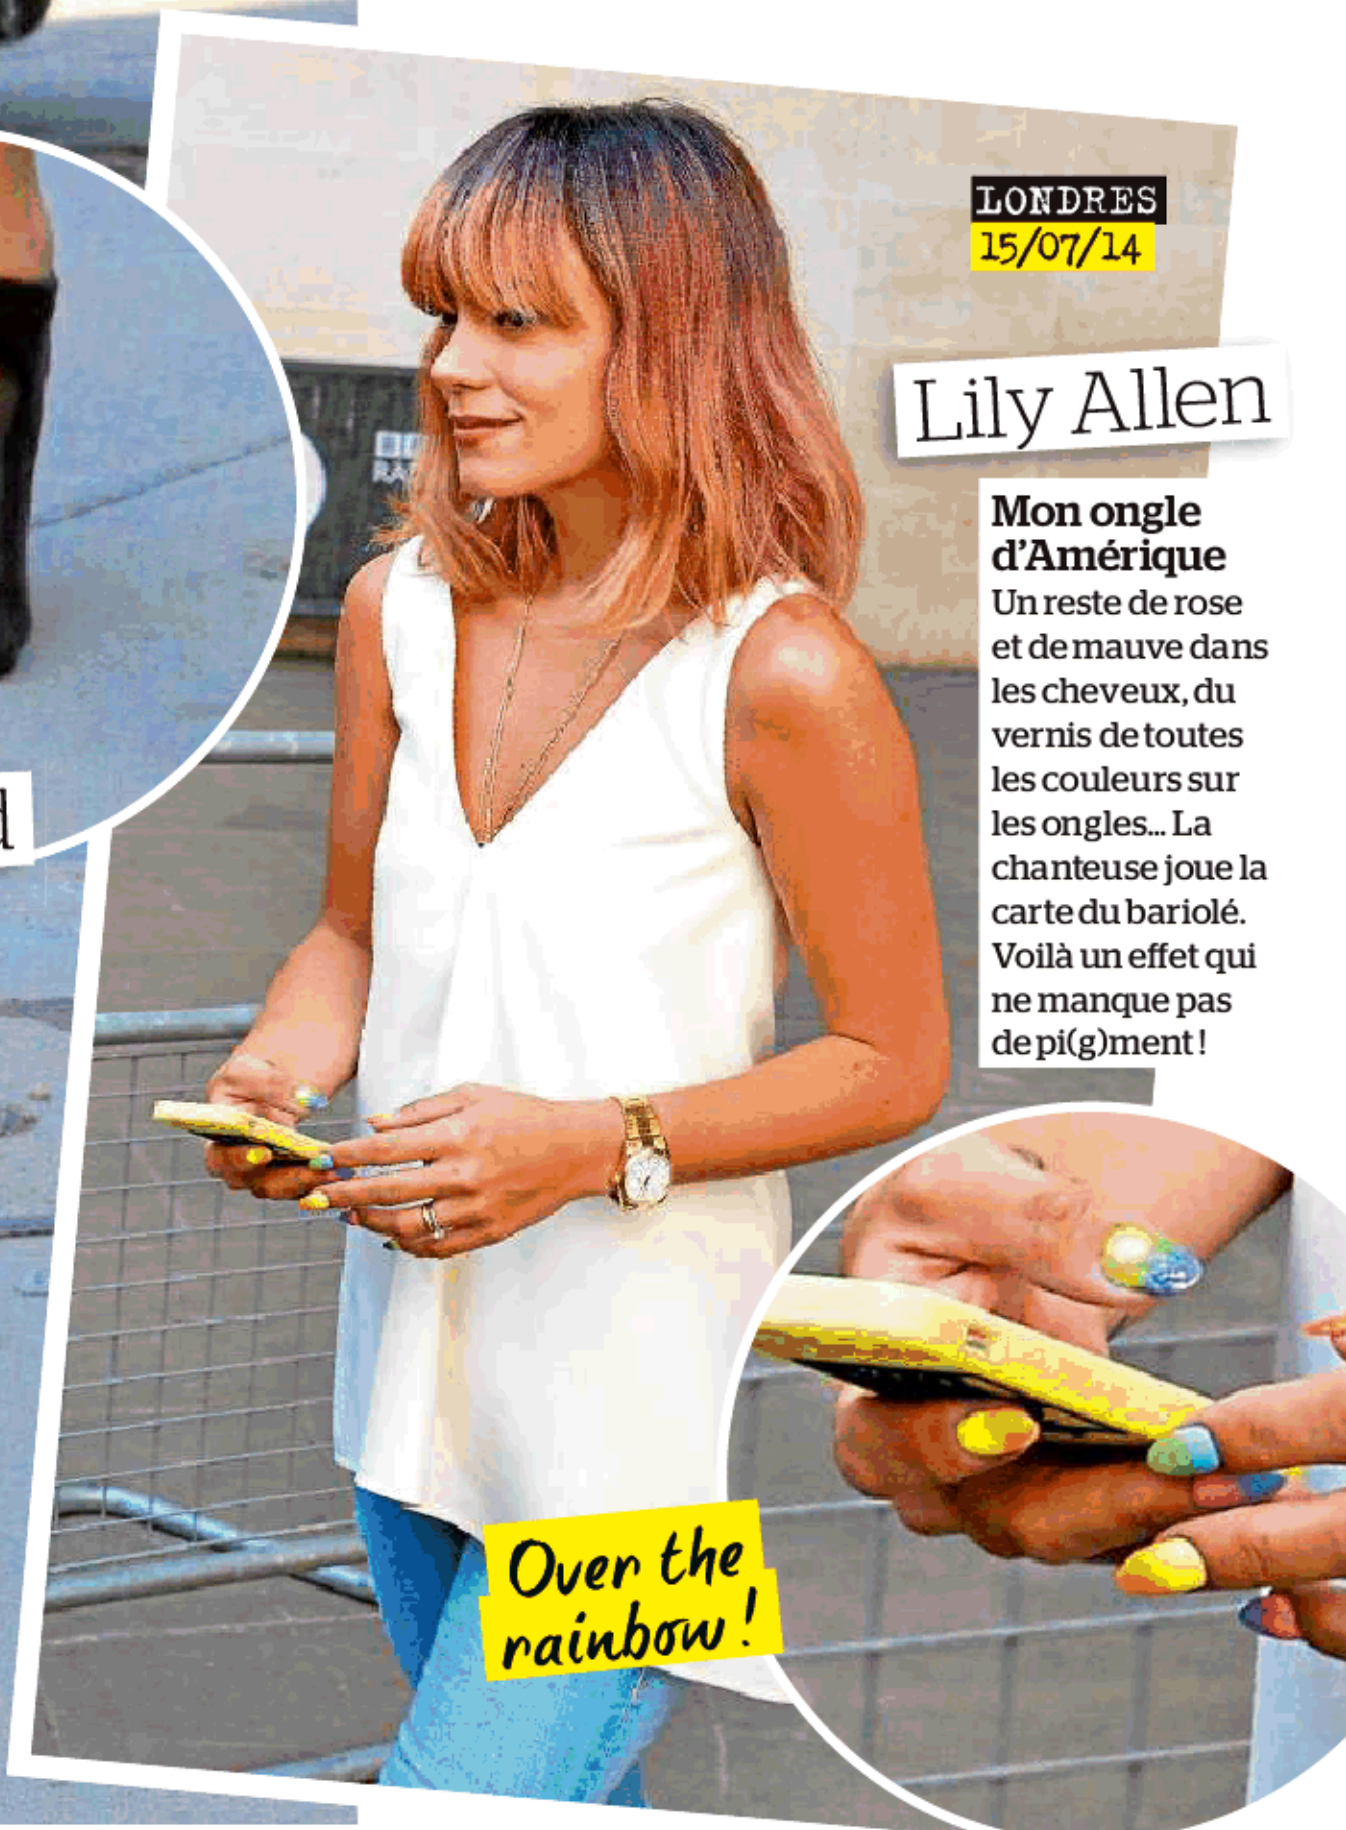 LONDRES
15/07/14
Lily Allen
Mon ongle
d'Amérique
Un reste de rose
et de mauve dans
les cheveux, du
vernis de toutes
les couleurs sur
les ongles... La
chanteuse joue la
carte du bariolé.
Voilà un effet qui
ne manque pas
de pi(g)ment !
Over the
rainbow !